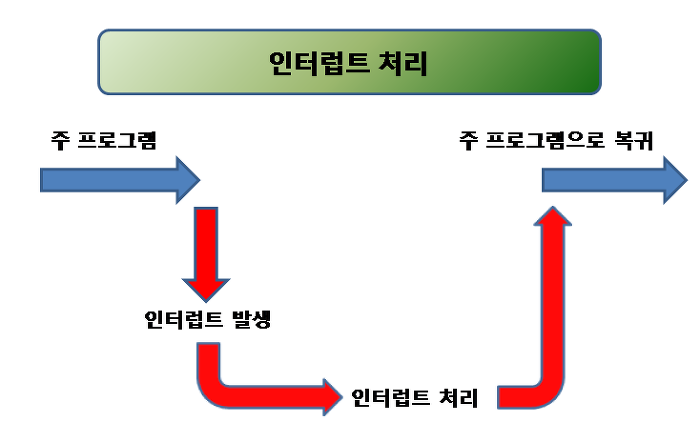 인터럽트 처리
주 프로그램
주 프로그램으로 복귀
인터럽트 발생
인터럽트 처리